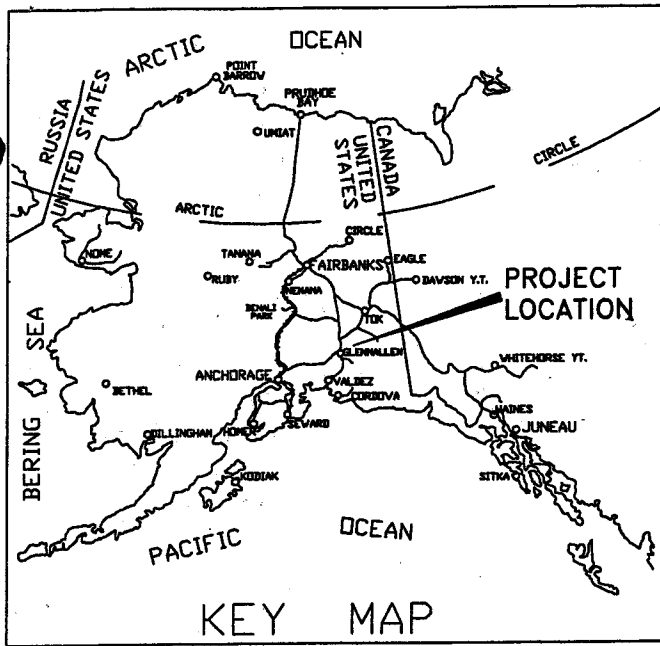 ARCTIC OCEAN
POINT
BARROW
PRUDHOE
BAY
UMIAT
RUSSIA
UNITED STATES
CANADA
UNITED
STATES
ARCTIC
CIRCLE
CIRCLE
NOME
TANANA
FAIRBANKS
EAGLE
RUBY
NENANA
DAWSON Y.T.
DENALI
PARK
TOK
PROJECT
LOCATION
GLENNALLEN
WHITEHORSE YT.
BERING SEA
BETHEL
ANCHORAGE
VALDEZ
CORDOVA
HAINES
JUNEAU
DILLINGHAM
HOMER
SEWARD
KODIAK
SITKA
PACIFIC OCEAN
KEY MAP